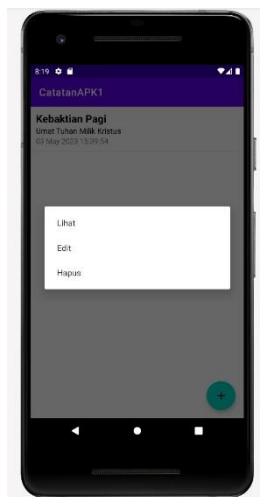 8:19
CatatanAPK1
Kebaktian Pagi
Umat Tuhan Milik Kristus
03 May 2023 15:39:54
Lihat
Edit
Hapus
+